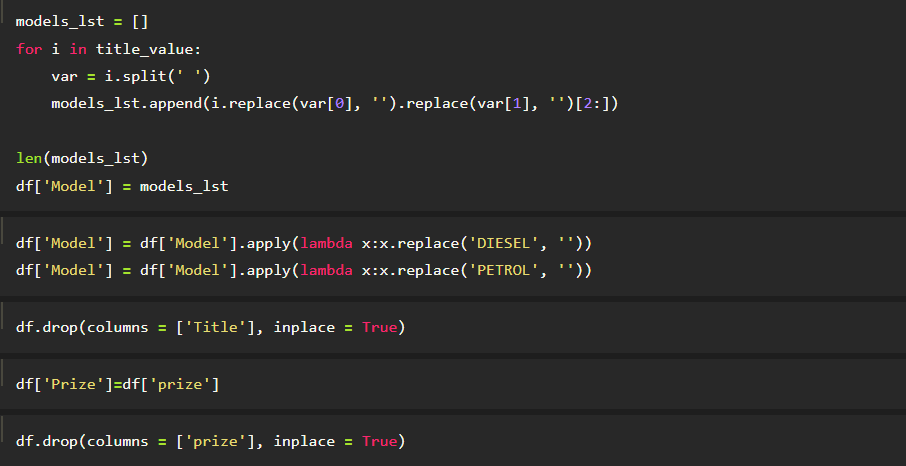 models_lst = []
for i in title_value:
    var = i.split(' ')
    models_lst.append(i.replace(var[0], '').replace(var[1], '')[2:])
len(models_lst)
df['Model'] = models_lst
df['Model'] = df['Model'].apply(lambda x:x.replace('DIESEL', ''))
df['Model'] = df['Model'].apply(lambda x:x.replace('PETROL', ''))
df.drop(columns = ['Title'], inplace = True)
df['Prize']=df['prize']
df.drop(columns = ['prize'], inplace = True)